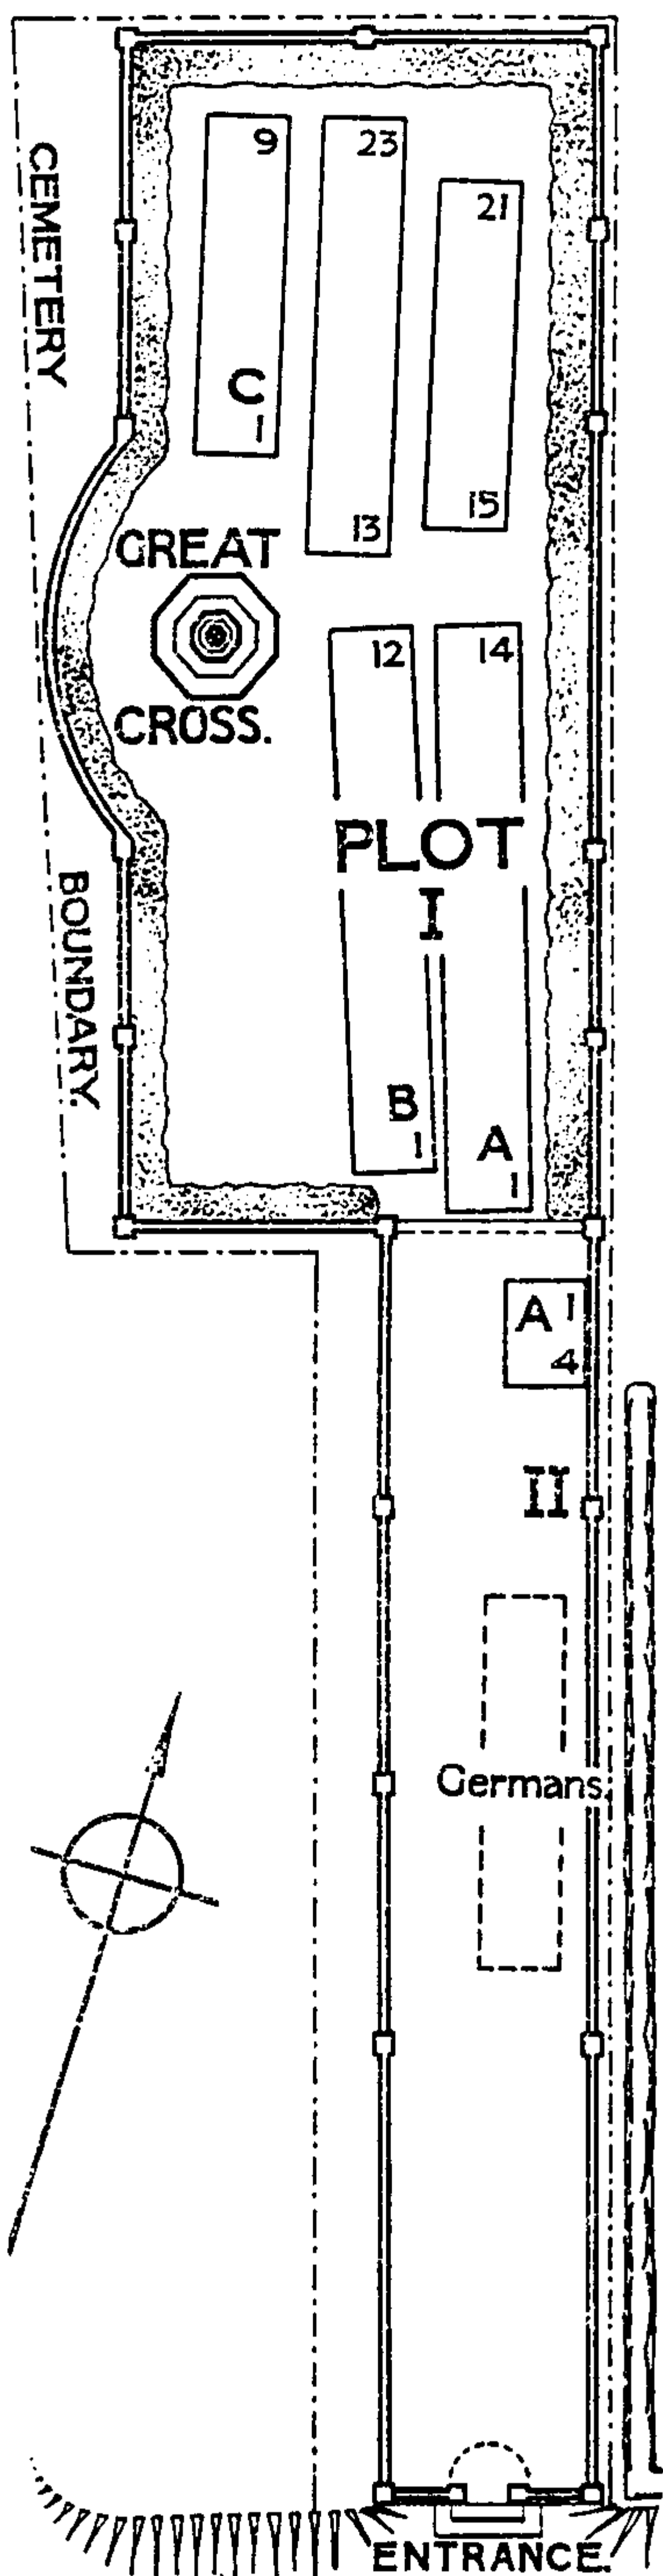 CEMETERY
BOUNDARY.
9
23
21
C
1
13
15
GREAT
CROSS.
12
14
PLOT
I
B
1
A
1
A 1
4
II
Germans.
ENTRANCE.